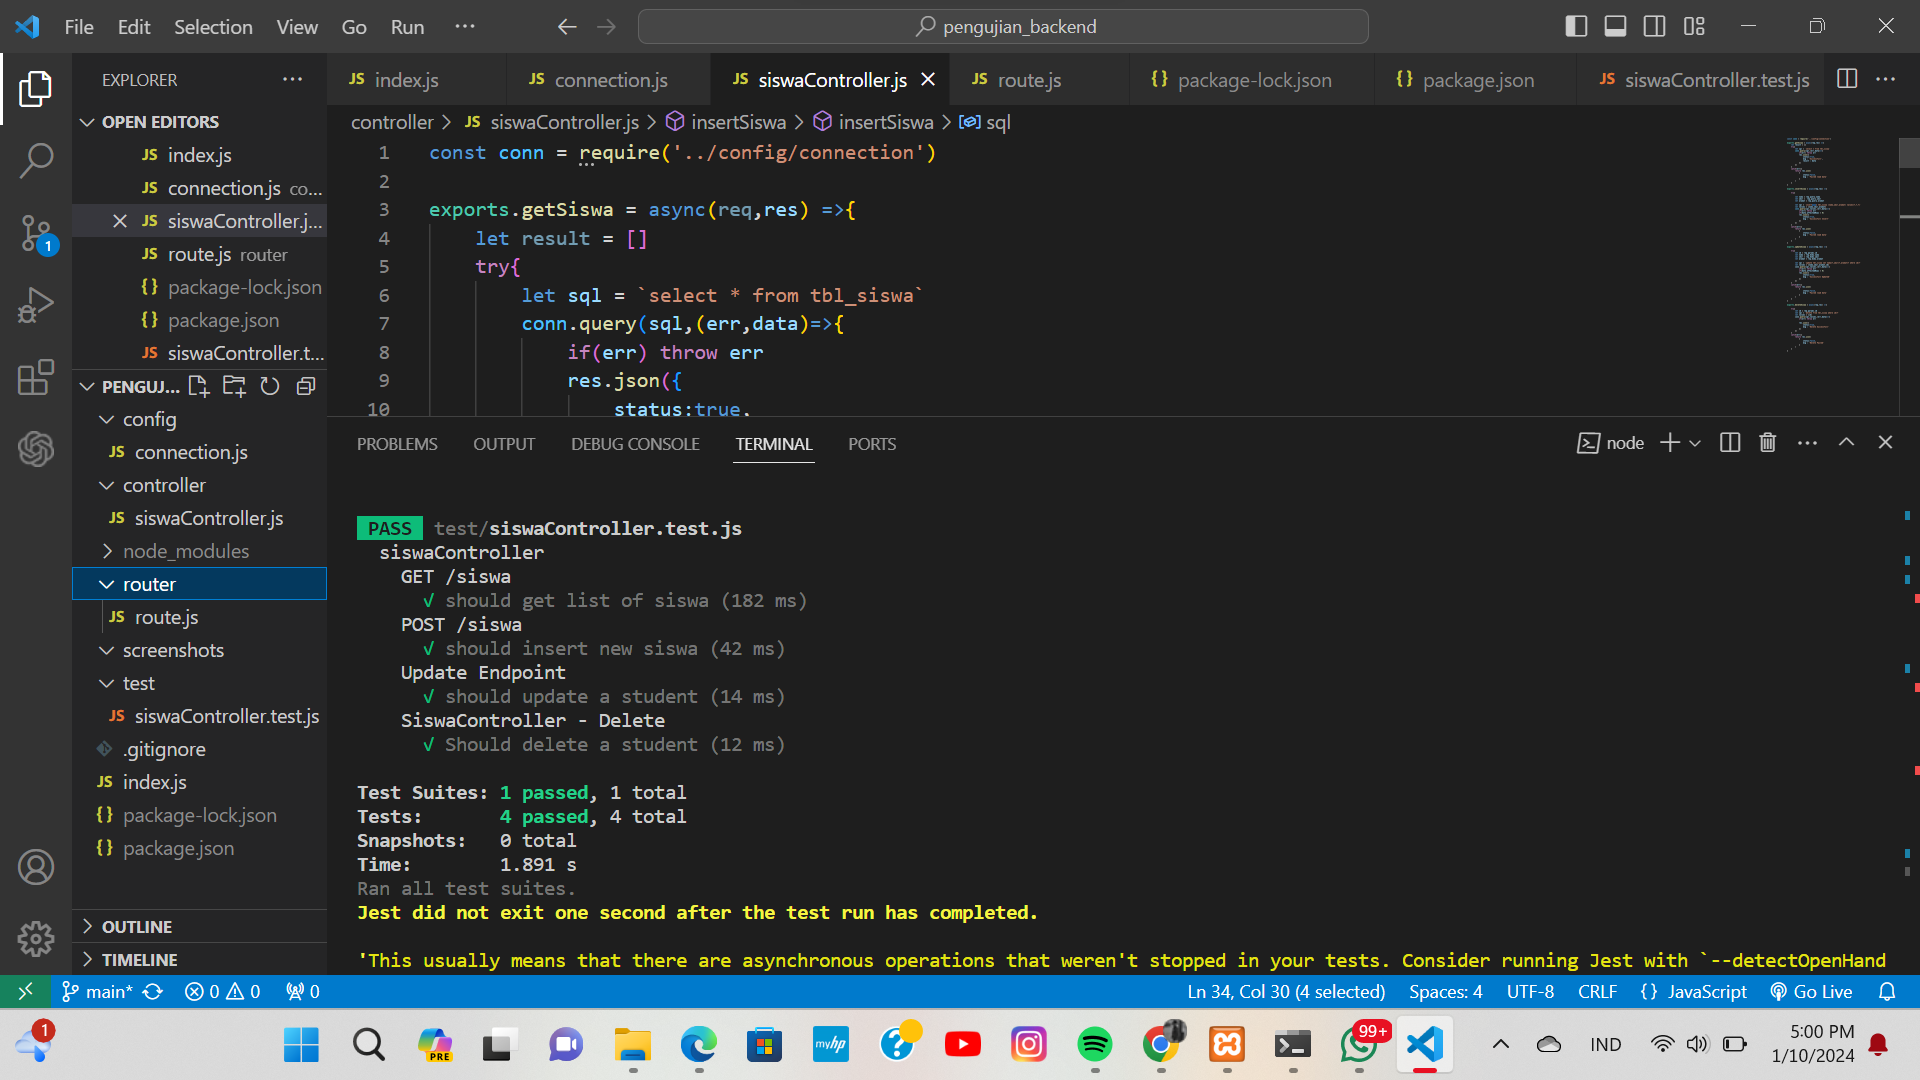 File Edit Selection View Go Run ···
pengujian_backend
EXPLORER ···
OPEN EDITORS
JS index.js
JS connection.js co...
JS siswaController.j...
JS route.js router
{} package-lock.json
{} package.json
JS siswaController.t...
PENGUJ...
config
JS connection.js
controller
JS siswaController.js
node_modules
router
JS route.js
screenshots
test
JS siswaController.test.js
.gitignore
JS index.js
{} package-lock.json
{} package.json
OUTLINE
TIMELINE
1
JS index.js JS connection.js JS siswaController.js JS route.js {} package-lock.json {} package.json JS siswaController.test.js ···
controller > JS siswaController.js > insertSiswa > insertSiswa > sql
1 const conn = require('../config/connection')
2
3 exports.getSiswa = async(req,res) =>{
4 let result = []
5 try{
6 let sql = `select * from tbl_siswa`
7 conn.query(sql,(err,data)=>{
8 if(err) throw err
9 res.json({
10 status:true,
PROBLEMS OUTPUT DEBUG CONSOLE TERMINAL PORTS
node
PASS test/siswaController.test.js
siswaController
GET /siswa
√ should get list of siswa (182 ms)
POST /siswa
√ should insert new siswa (42 ms)
Update Endpoint
√ should update a student (14 ms)
SiswaController - Delete
√ Should delete a student (12 ms)
Test Suites: 1 passed, 1 total
Tests: 4 passed, 4 total
Snapshots: 0 total
Time: 1.891 s
Ran all test suites.
Jest did not exit one second after the test run has completed.
'This usually means that there are asynchronous operations that weren't stopped in your tests. Consider running Jest with `--detectOpenHand
main* 0 0 0 Ln 34, Col 30 (4 selected) Spaces: 4 UTF-8 CRLF {} JavaScript Go Live
1
PRE
myhp
99+
IND
5:00 PM
1/10/2024